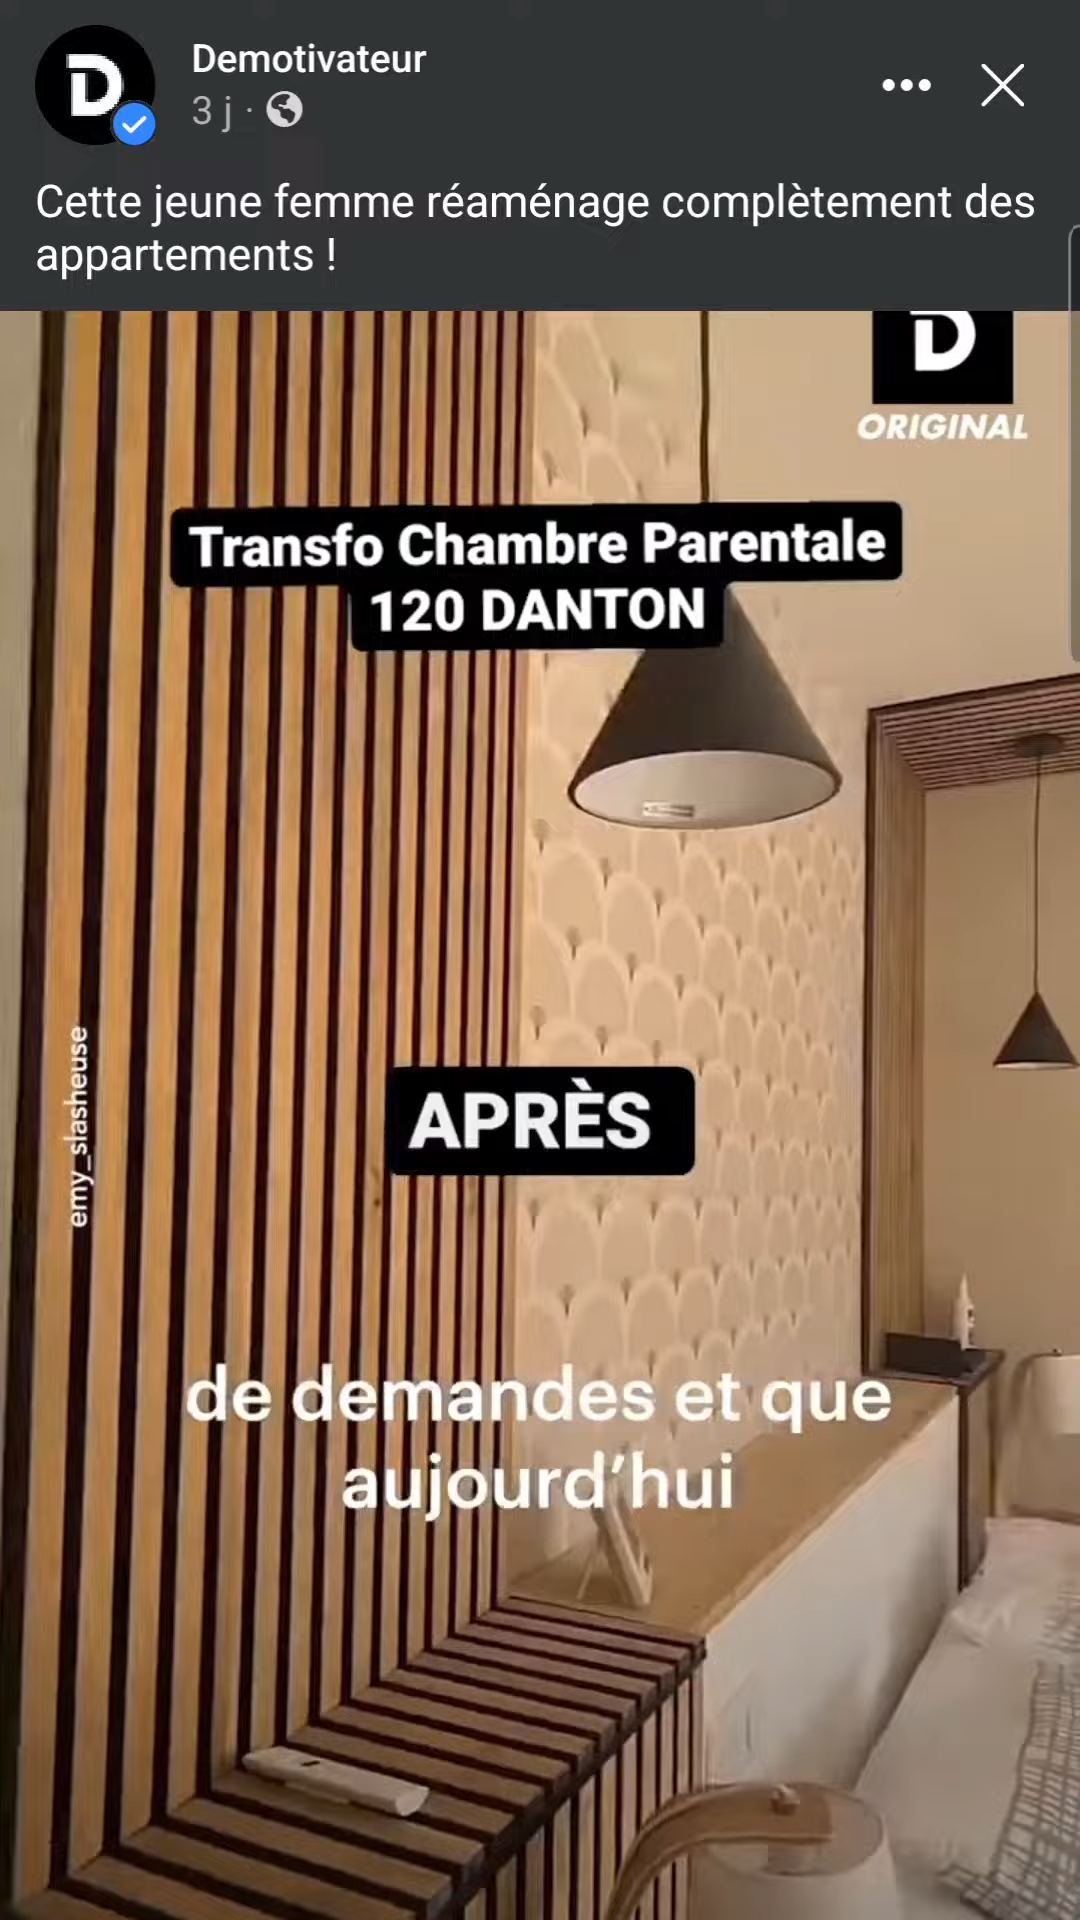 Demotivateur
3 j ·
Cette jeune femme réaménage complètement des
appartements !
D
ORIGINAL
Transfo Chambre Parentale
120 DANTON
emy_slasheuse
APRÈS
de demandes et que
aujourd'hui